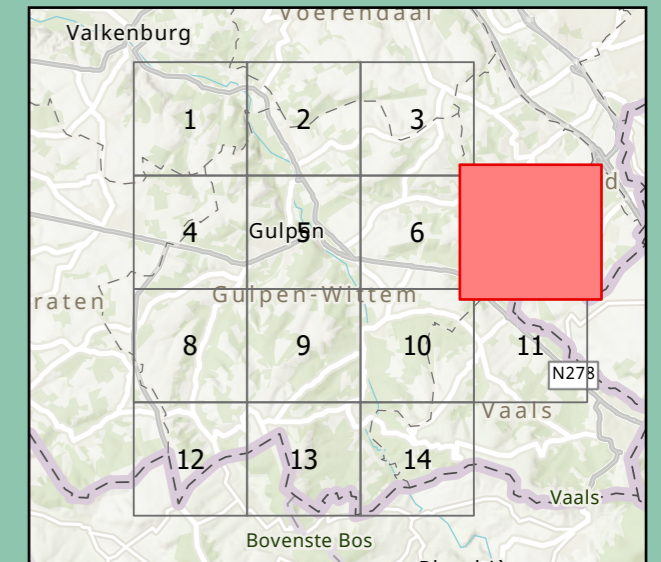 Voerendaal
Valkenburg
1
2
3
d
4
Gulpen
5
6
raten
Gulpen-Wittem
8
9
10
11
N278
Vaals
12
13
14
Vaals
Bovenste Bos